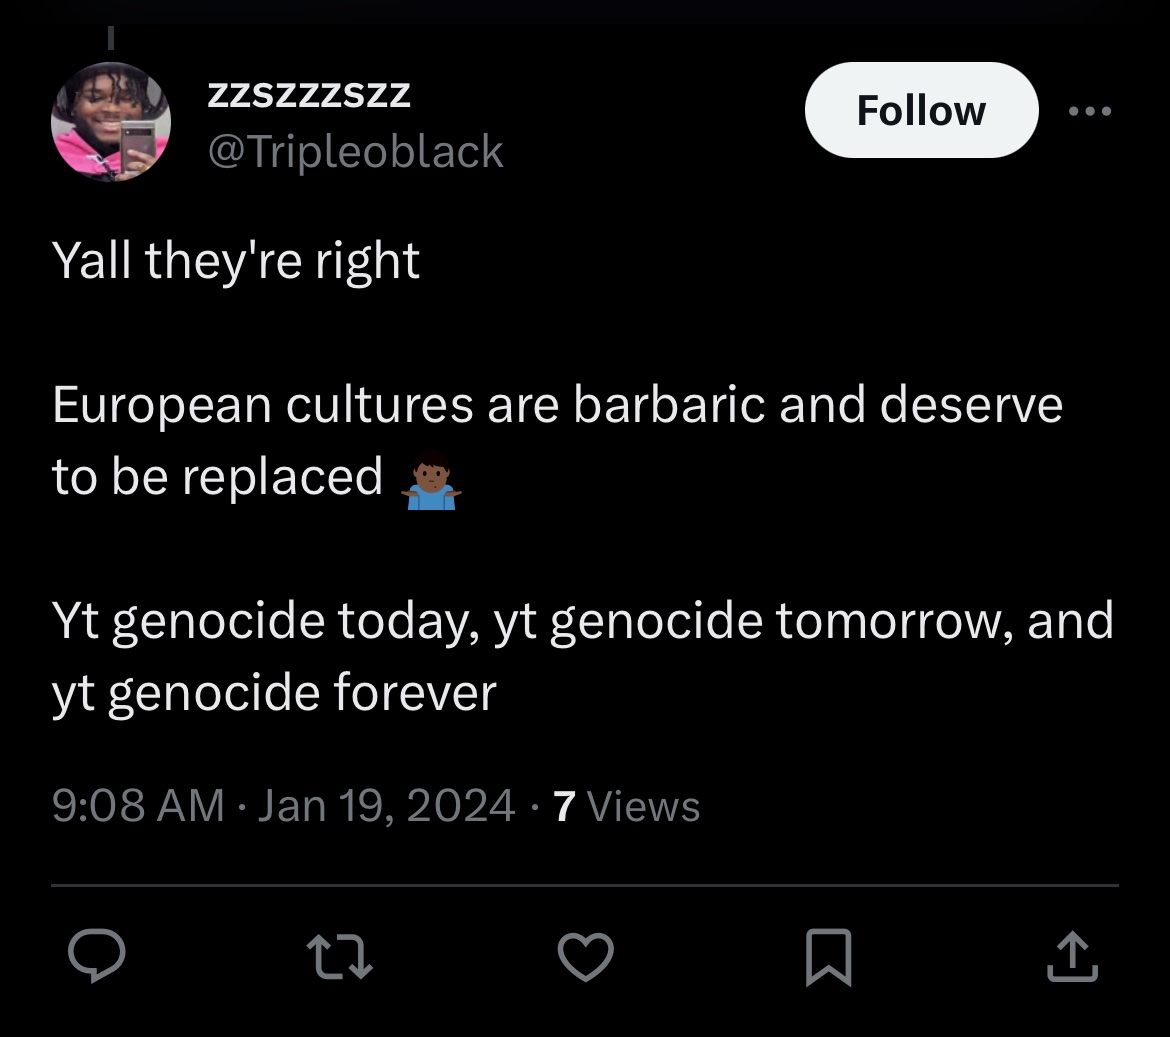 zzszzzszz
@Tripleoblack
Follow
Yall they're right
European cultures are barbaric and deserve
to be replaced 🤷🏾‍♂️
Yt genocide today, yt genocide tomorrow, and
yt genocide forever
9:08 AM · Jan 19, 2024 · 7 Views